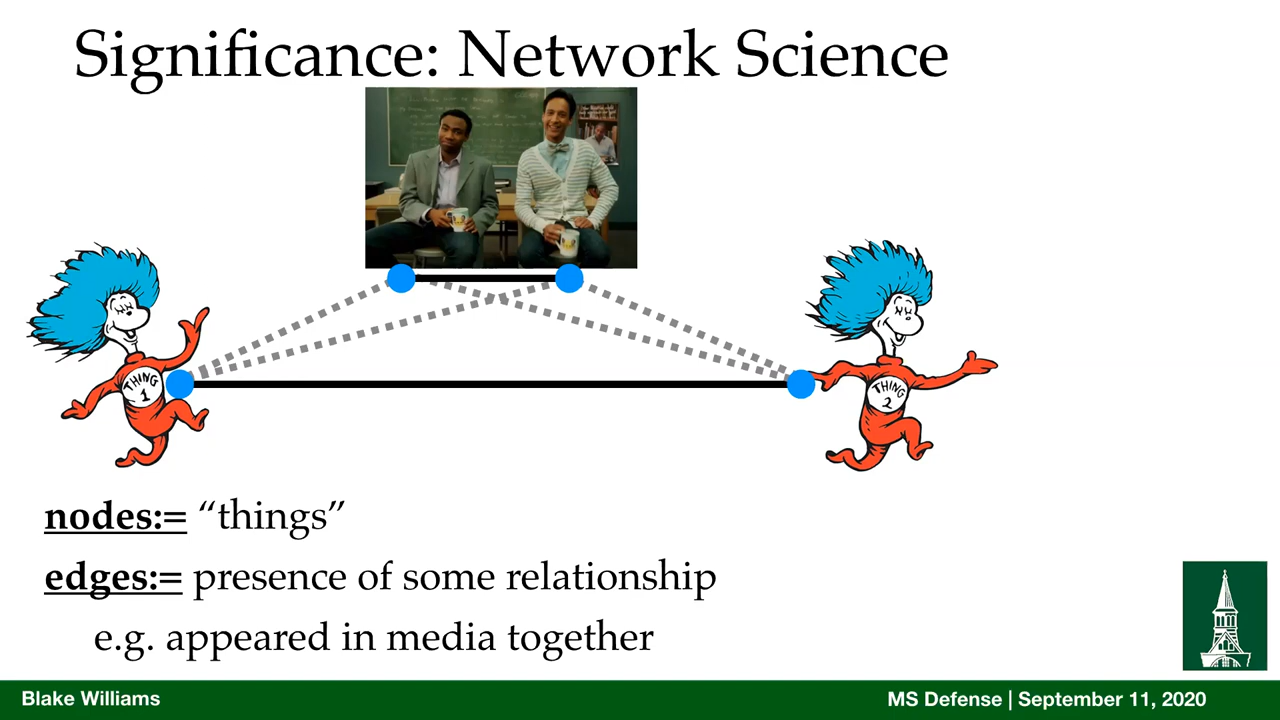 Significance: Network Science
THING
1
THING
2
nodes:= “things”
edges:= presence of some relationship
e.g. appeared in media together
Blake Williams
MS Defense | September 11, 2020